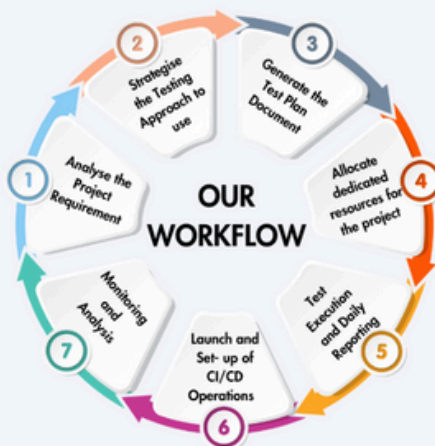 OUR
WORKFLOW
1
Analyse the
Project
Requirement
2
Strategise
the Testing
Approach to
use
3
Generate the
Test Plan
Document
4
Allocate
dedicated
resources for
the project
5
Test
Execution
and Daily
Reporting
6
Launch and
Set- up of
CI/CD
Operations
7
Monitoring
and
Analysis